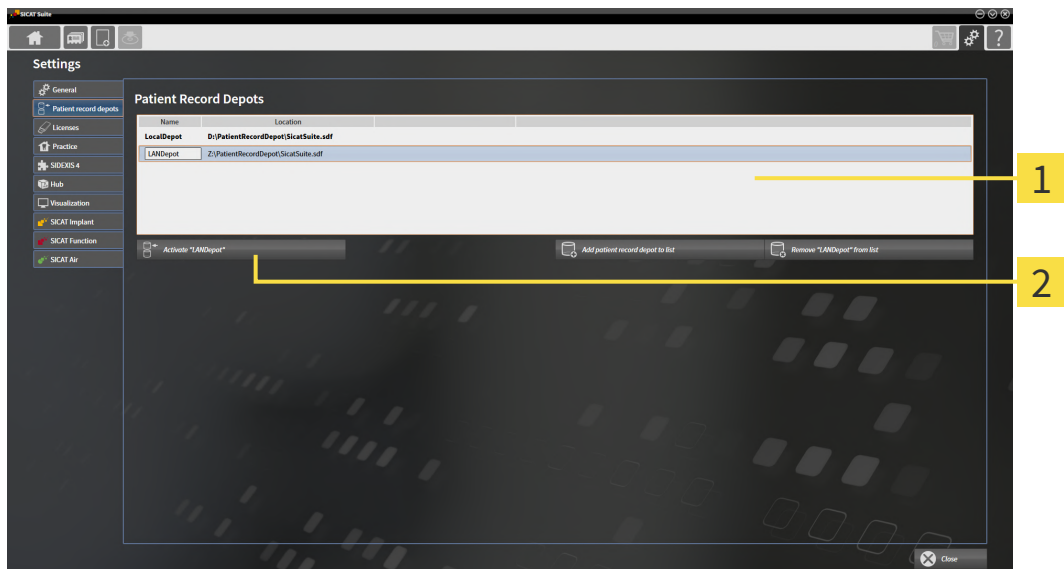 SICAT Suite
?
Settings
General
Patient record depots
Licenses
Practice
SIDEXIS 4
Hub
Visualization
SICAT Implant
SICAT Function
SICAT Air
Patient Record Depots
Name Location
LocalDepot D:\PatientRecordDepot\SicatSuite.sdf
LANDepot Z:\PatientRecordDepot\SicatSuite.sdf
1
Activate "LANDepot" Add patient record depot to list Remove "LANDepot" from list
2
Close